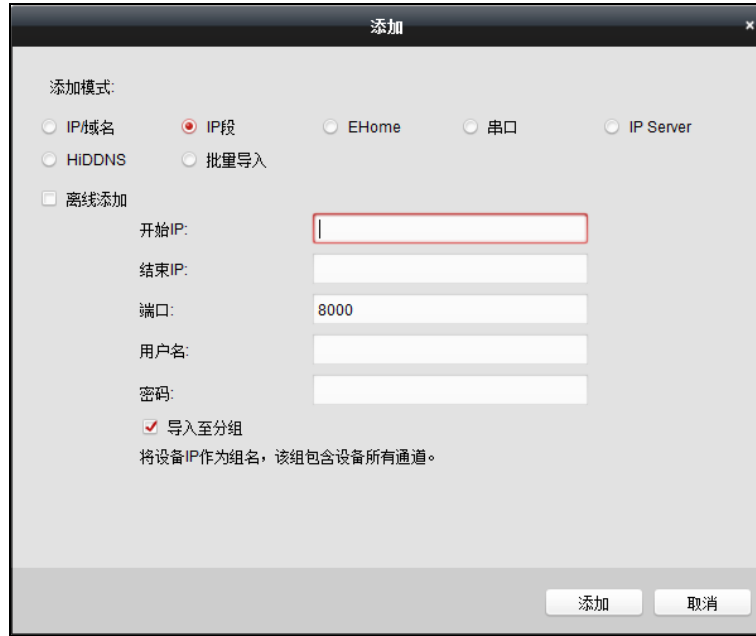 添加
添加模式:
IP/域名 IP段 EHome 串口 IP Server
HiDDNS 批量导入
离线添加
开始IP:
结束IP:
端口: 8000
用户名:
密码:
导入至分组
将设备IP作为组名，该组包含设备所有通道。
添加 取消